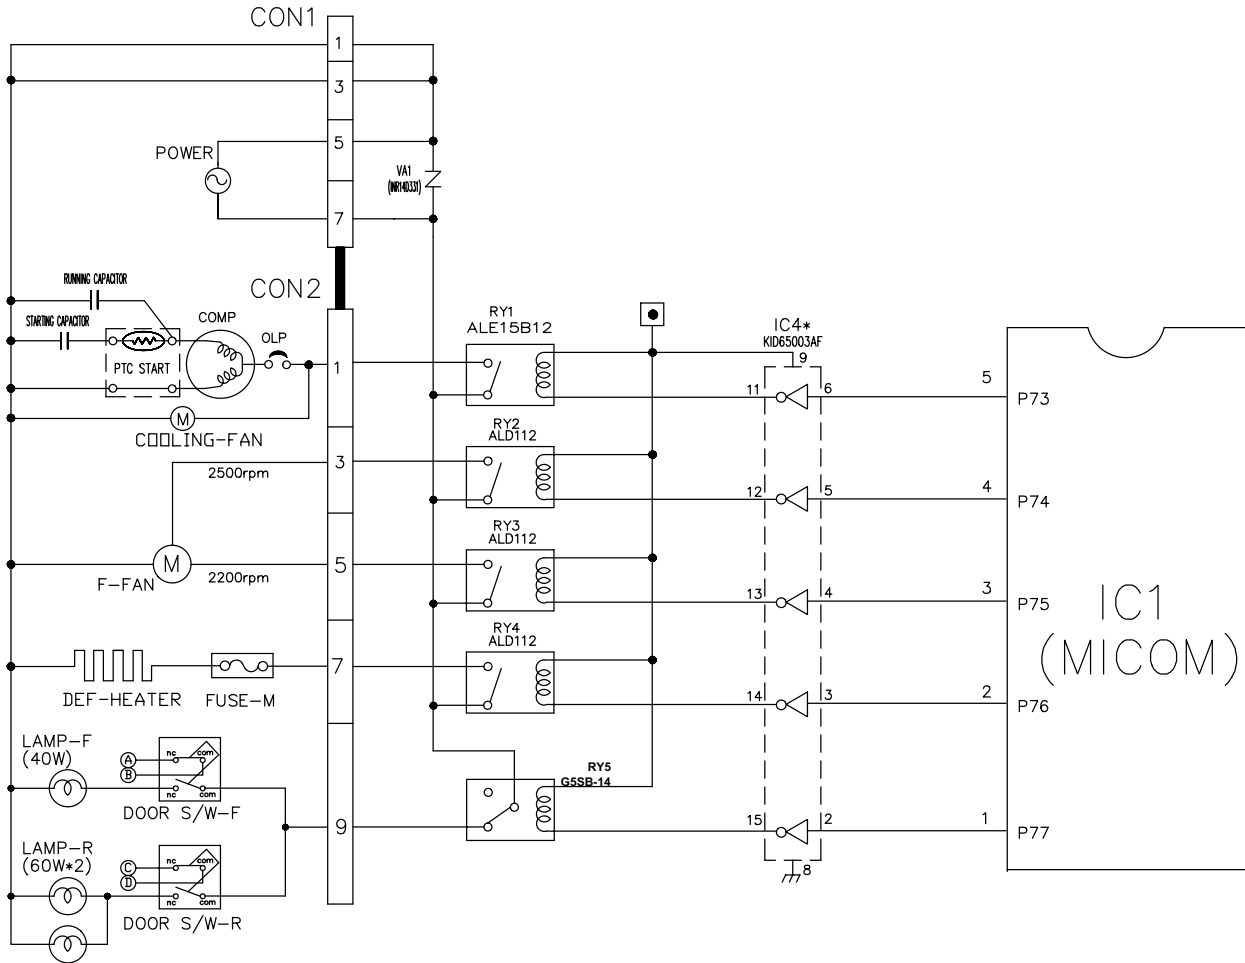 CON1
1
3
5
7
POWER
VA1
(INR14D331)
CON2
RUNNING CAPACITOR
STARTING CAPACITOR
PTC START
COMP
OLP
1
M
COOLING-FAN
2500rpm
3
M
F-FAN
2200rpm
5
DEF-HEATER
FUSE-M
7
LAMP-F
(40W)
A
B
nc
com
nc
com
DOOR S/W-F
9
LAMP-R
(60W*2)
C
D
nc
com
nc
com
DOOR S/W-R
RY1
ALE15B12
RY2
ALD112
RY3
ALD112
RY4
ALD112
RY5
G5SB-14
IC4*
KID65003AF
9
11
6
12
5
13
4
14
3
15
2
8
5
P73
4
P74
3
P75
2
P76
1
P77
IC1
(MICOM)